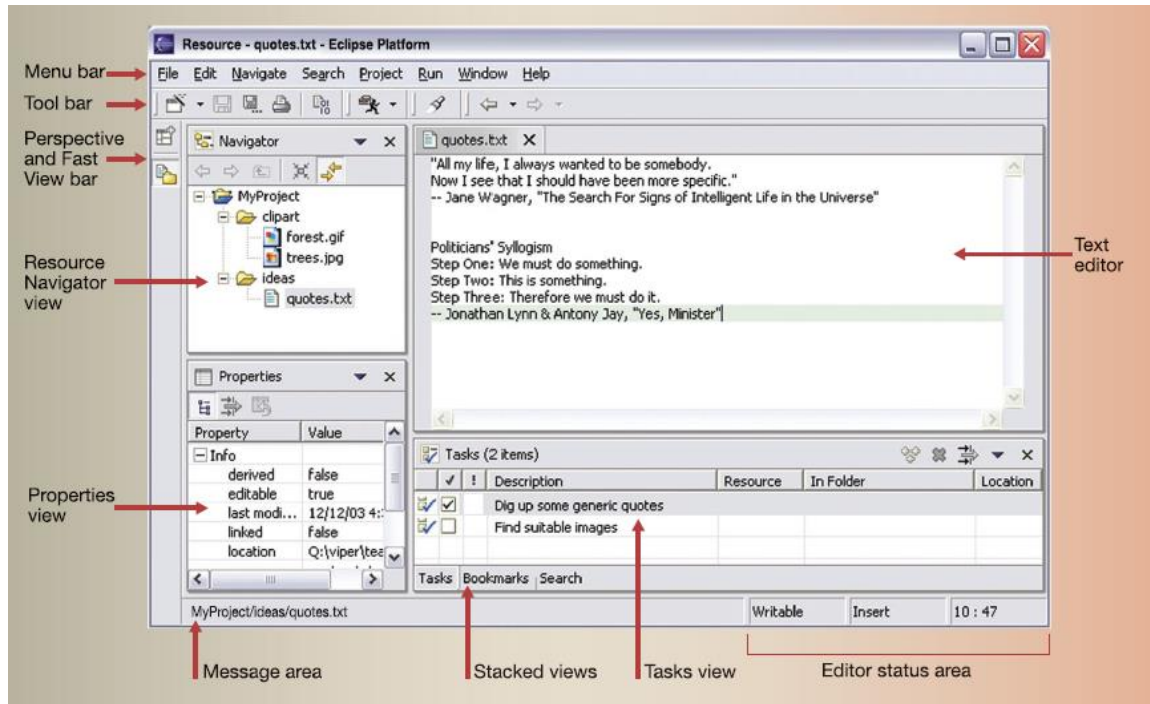 Resource - quotes.txt - Eclipse Platform
Menu bar
File Edit Navigate Search Project Run Window Help
Tool bar
Perspective and Fast View bar
Navigator
MyProject
clipart
forest.gif
trees.jpg
ideas
quotes.txt
Resource Navigator view
quotes.txt
"All my life, I always wanted to be somebody.
Now I see that I should have been more specific."
-- Jane Wagner, "The Search For Signs of Intelligent Life in the Universe"
Politicians' Syllogism
Step One: We must do something.
Step Two: This is something.
Step Three: Therefore we must do it.
-- Jonathan Lynn & Antony Jay, "Yes, Minister"
Text editor
Properties
Property Value
Info
derived false
editable true
last modi... 12/12/03 4:
linked false
location Q:\viper\tea
Properties view
Tasks (2 items)
! Description Resource In Folder Location
Dig up some generic quotes
Find suitable images
Tasks Bookmarks Search
MyProject/ideas/quotes.txt
Writable Insert 10 : 47
Message area
Stacked views
Tasks view
Editor status area